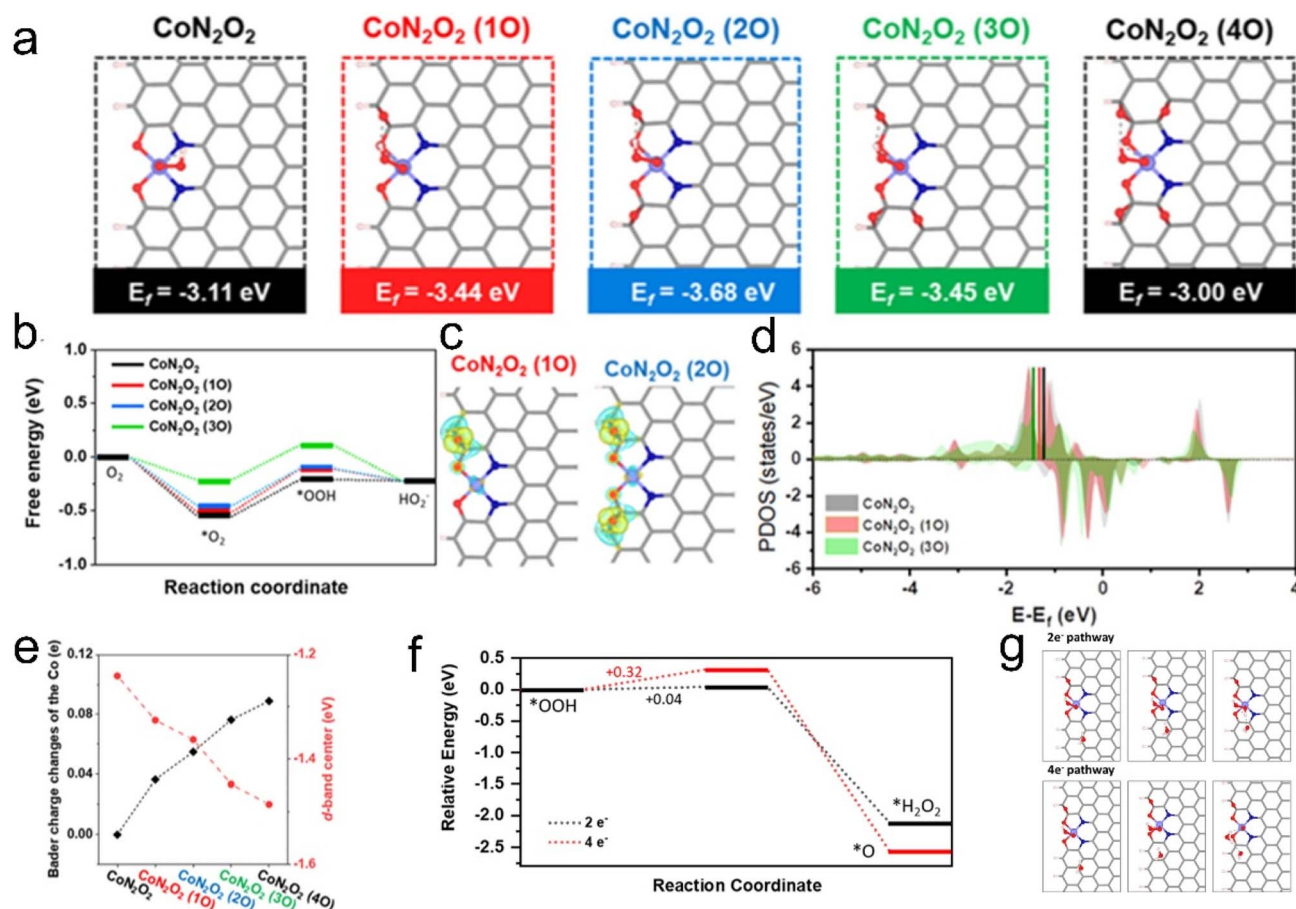 a
CoN₂O₂
CoN₂O₂ (1O)
CoN₂O₂ (2O)
CoN₂O₂ (3O)
CoN₂O₂ (4O)
E_f = -3.11 eV
E_f = -3.44 eV
E_f = -3.68 eV
E_f = -3.45 eV
E_f = -3.00 eV
b
Free energy (eV)
1.0
0.5
0.0
-0.5
-1.0
CoN₂O₂
CoN₂O₂ (1O)
CoN₂O₂ (2O)
CoN₂O₂ (3O)
O₂
*O₂
*OOH
HO₂⁻
Reaction coordinate
c
CoN₂O₂ (1O)
CoN₂O₂ (2O)
d
PDOS (states/eV)
6
4
2
0
-2
-4
-6
CoN₂O₂
CoN₂O₂ (1O)
CoN₂O₂ (3O)
-6 -4 -2 0 2 4
E-E_f (eV)
e
Bader charge changes of the Co (e)
0.12
0.08
0.04
0.00
-1.2
-1.4
-1.6
d-band center (eV)
CoN₂O₂
CoN₂O₂ (1O)
CoN₂O₂ (2O)
CoN₂O₂ (3O)
CoN₂O₂ (4O)
f
Relative Energy (eV)
0.5
0.0
-0.5
-1.0
-1.5
-2.0
-2.5
*OOH
+0.32
+0.04
*H₂O₂
*O
2 e⁻
4 e⁻
Reaction Coordinate
g
2e⁻ pathway
4e⁻ pathway